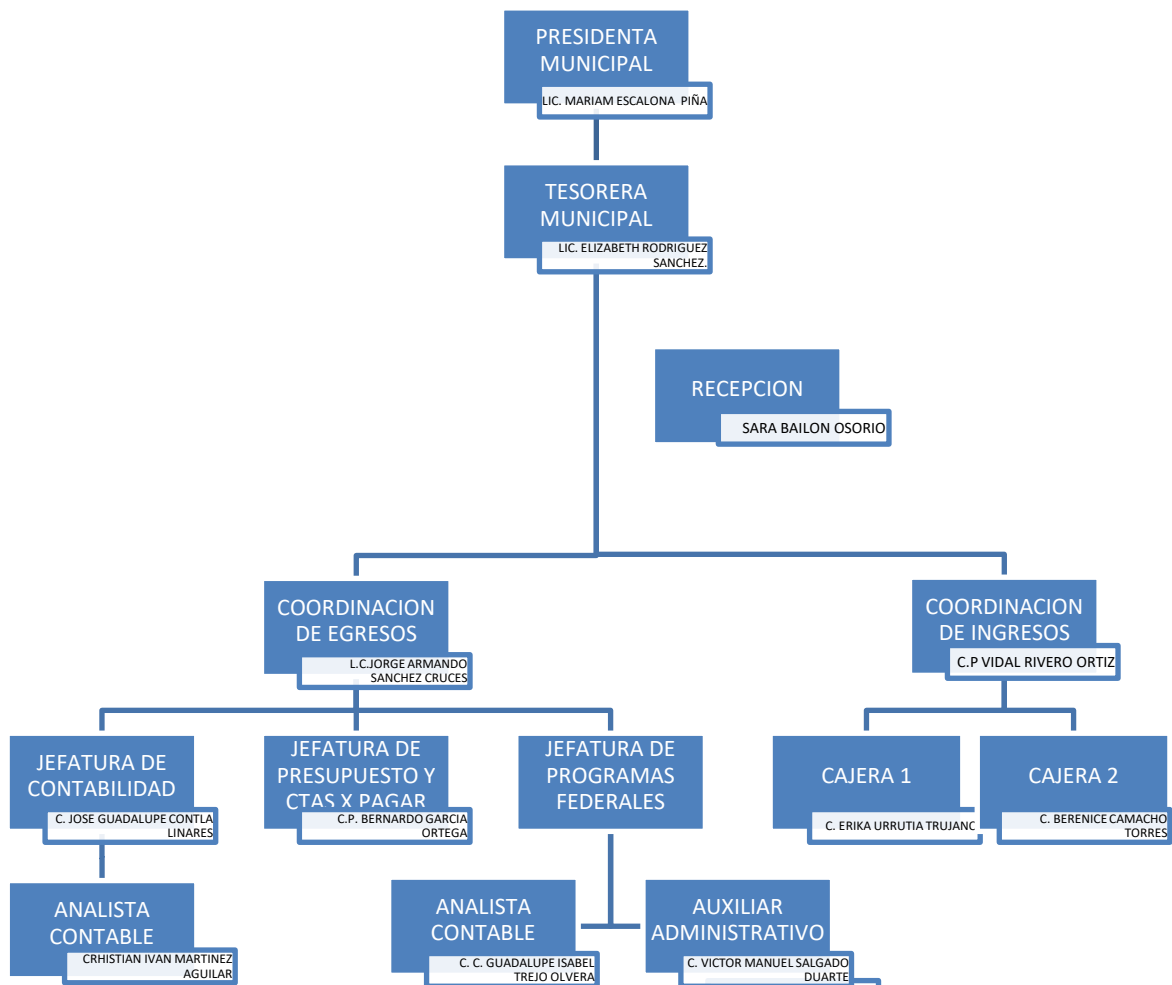 PRESIDENTA
MUNICIPAL
LIC. MARIAM ESCALONA PIÑA
TESORERA
MUNICIPAL
LIC. ELIZABETH RODRIGUEZ
SANCHEZ.
RECEPCION
SARA BAILON OSORIO
COORDINACION
DE EGRESOS
L.C.JORGE ARMANDO
SANCHEZ CRUCES
COORDINACION
DE INGRESOS
C.P VIDAL RIVERO ORTIZ
JEFATURA DE
CONTABILIDAD
C. JOSE GUADALUPE CONTLA
LINARES
JEFATURA DE
PRESUPUESTO Y
CTAS X PAGAR
C.P. BERNARDO GARCIA
ORTEGA
JEFATURA DE
PROGRAMAS
FEDERALES
CAJERA 1
C. ERIKA URRUTIA TRUJANO
CAJERA 2
C. BERENICE CAMACHO
TORRES
ANALISTA
CONTABLE
CRHISTIAN IVAN MARTINEZ
AGUILAR
ANALISTA
CONTABLE
C. C. GUADALUPE ISABEL
TREJO OLVERA
AUXILIAR
ADMINISTRATIVO
C. VICTOR MANUEL SALGADO
DUARTE